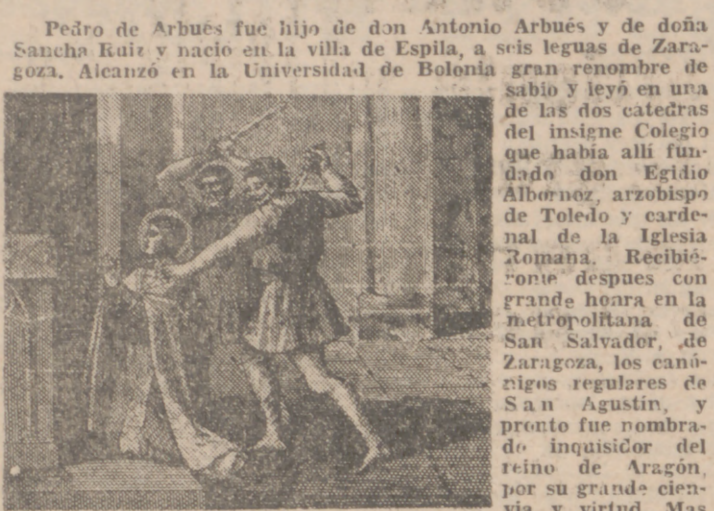 Pedro de Arbués fue hijo de don Antonio Arbués y de doña
Sancha Ruiz y nació en la villa de Espila, a seis leguas de Zara-
goza. Alcanzó en la Universidad de Bolonia gran renombre de
sabio y leyó en una
de las dos cátedras
del insigne Colegio
que había allí fun-
dado don Egidio
Albornoz, arzobispo
de Toledo y carde-
nal de la Iglesia
Romana. Recibié-
ronle despues con
grande honra en la
metropolitana de
San Salvador, de
Zaragoza, los canó-
nigos regulares de
San Agustín, y
pronto fue nombra-
do inquisidor del
reino de Aragón,
por su grande cien-
cia y virtud. Mas